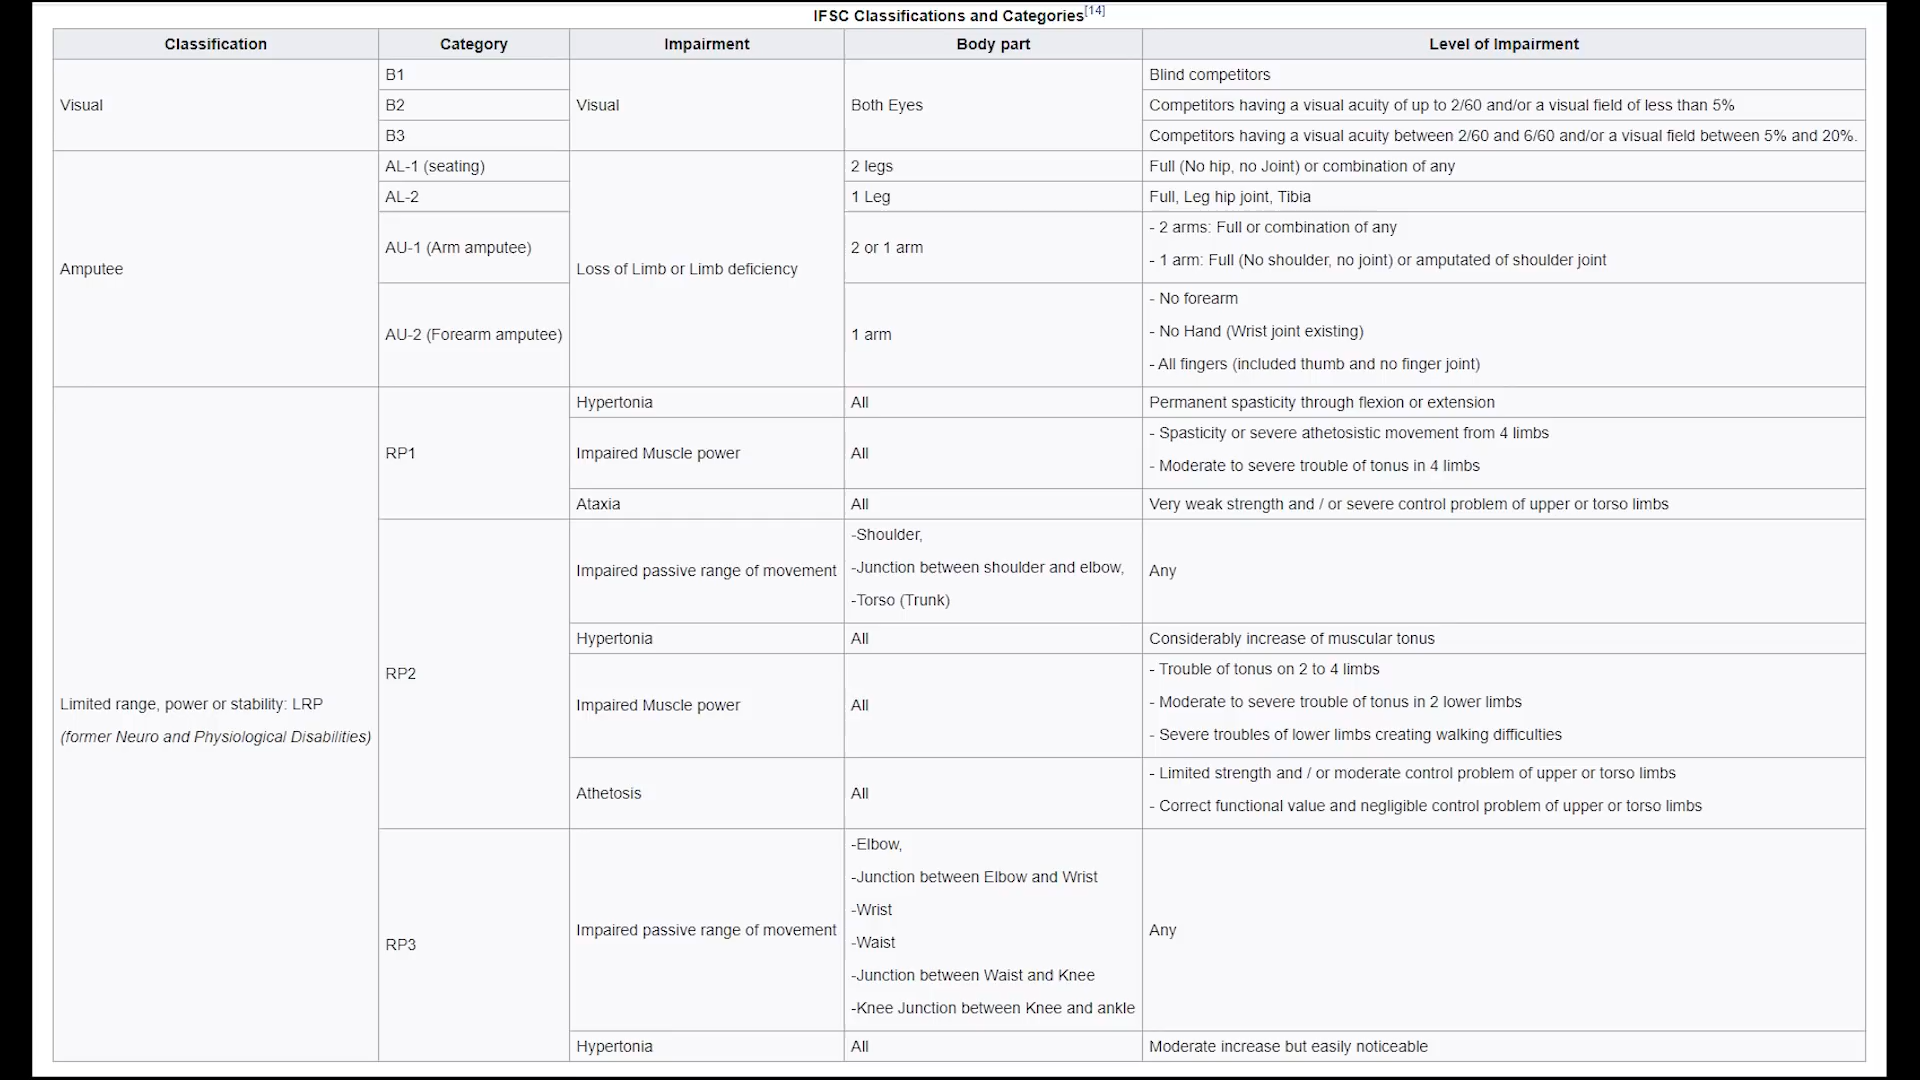 IFSC Classifications and Categories[14]
Classification Category Impairment Body part Level of Impairment
Visual
B1
Visual
Both Eyes
Blind competitors
B2
Competitors having a visual acuity of up to 2/60 and/or a visual field of less than 5%
B3
Competitors having a visual acuity between 2/60 and 6/60 and/or a visual field between 5% and 20%.
Amputee
AL-1 (seating)
Loss of Limb or Limb deficiency
2 legs
Full (No hip, no Joint) or combination of any
AL-2
1 Leg
Full, Leg hip joint, Tibia
AU-1 (Arm amputee)
2 or 1 arm
- 2 arms: Full or combination of any
- 1 arm: Full (No shoulder, no joint) or amputated of shoulder joint
AU-2 (Forearm amputee)
1 arm
- No forearm
- No Hand (Wrist joint existing)
- All fingers (included thumb and no finger joint)
Limited range, power or stability: LRP
(former Neuro and Physiological Disabilities)
RP1
Hypertonia
All
Permanent spasticity through flexion or extension
Impaired Muscle power
All
- Spasticity or severe athetosistic movement from 4 limbs
- Moderate to severe trouble of tonus in 4 limbs
Ataxia
All
Very weak strength and / or severe control problem of upper or torso limbs
RP2
Impaired passive range of movement
-Shoulder,
-Junction between shoulder and elbow,
-Torso (Trunk)
Any
Hypertonia
All
Considerably increase of muscular tonus
Impaired Muscle power
All
- Trouble of tonus on 2 to 4 limbs
- Moderate to severe trouble of tonus in 2 lower limbs
- Severe troubles of lower limbs creating walking difficulties
Athetosis
All
- Limited strength and / or moderate control problem of upper or torso limbs
- Correct functional value and negligible control problem of upper or torso limbs
RP3
Impaired passive range of movement
-Elbow,
-Junction between Elbow and Wrist
-Wrist
-Waist
-Junction between Waist and Knee
-Knee Junction between Knee and ankle
Any
Hypertonia
All
Moderate increase but easily noticeable